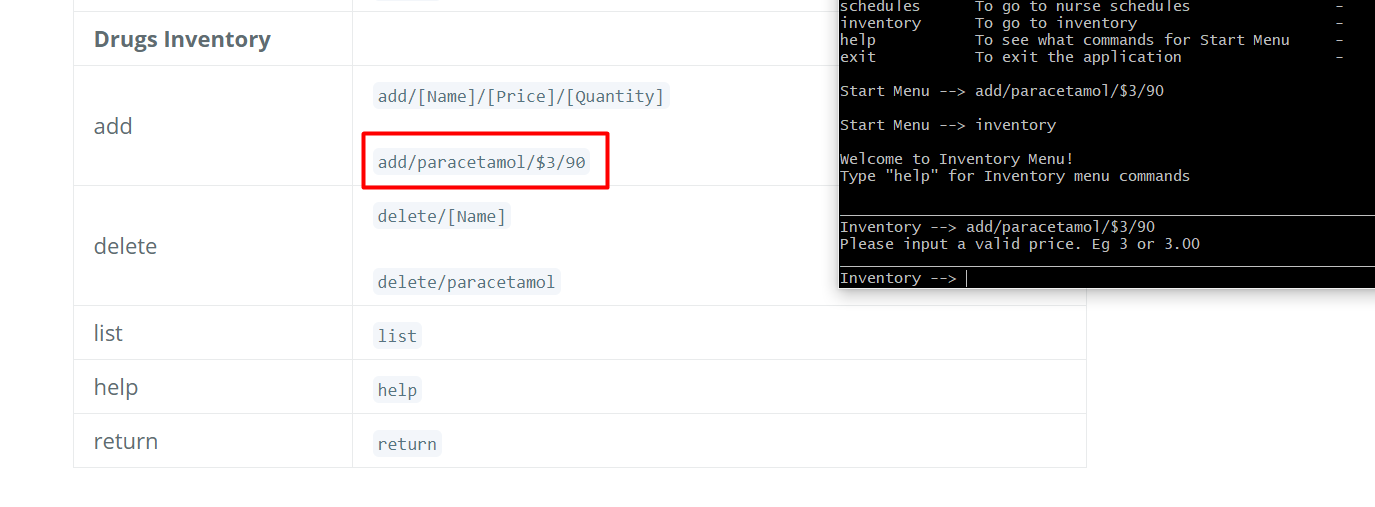 Drugs Inventory
add
add/[Name]/[Price]/[Quantity]
add/paracetamol/$3/90
delete
delete/[Name]
delete/paracetamol
list
list
help
help
return
return
schedules To go to nurse schedules -
inventory To go to inventory -
help To see what commands for Start Menu -
exit To exit the application -
Start Menu --> add/paracetamol/$3/90
Start Menu --> inventory
Welcome to Inventory Menu!
Type "help" for Inventory menu commands
Inventory --> add/paracetamol/$3/90
Please input a valid price. Eg 3 or 3.00
Inventory -->